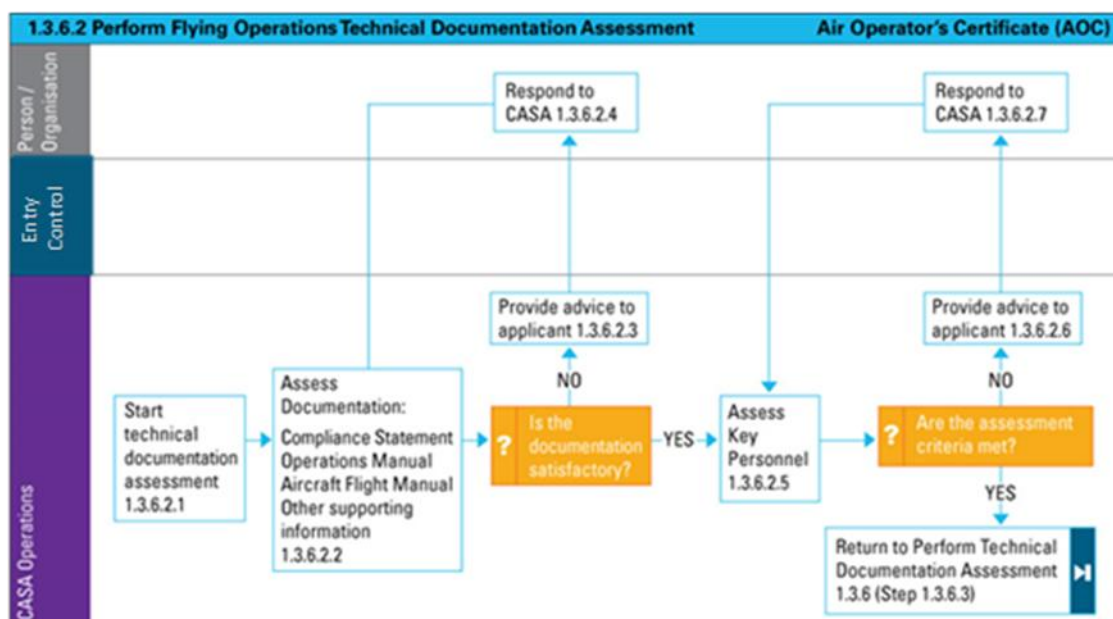 1.3.6.2 Perform Flying Operations Technical Documentation Assessment
Air Operator's Certificate (AOC)
Person /
Organisation
Entry
Control
CASA Operations
Respond to
CASA 1.3.6.2.4
Respond to
CASA 1.3.6.2.7
Provide advice to
applicant 1.3.6.2.3
Provide advice to
applicant 1.3.6.2.6
NO
NO
Start
technical
documentation
assessment
1.3.6.2.1
Assess
Documentation:
Compliance Statement
Operations Manual
Aircraft Flight Manual
Other supporting
information
1.3.6.2.2
?
Is the
documentation
satisfactory?
YES
Assess
Key
Personnel
1.3.6.2.5
?
Are the assessment
criteria met?
YES
Return to Perform Technical
Documentation Assessment
1.3.6 (Step 1.3.6.3)